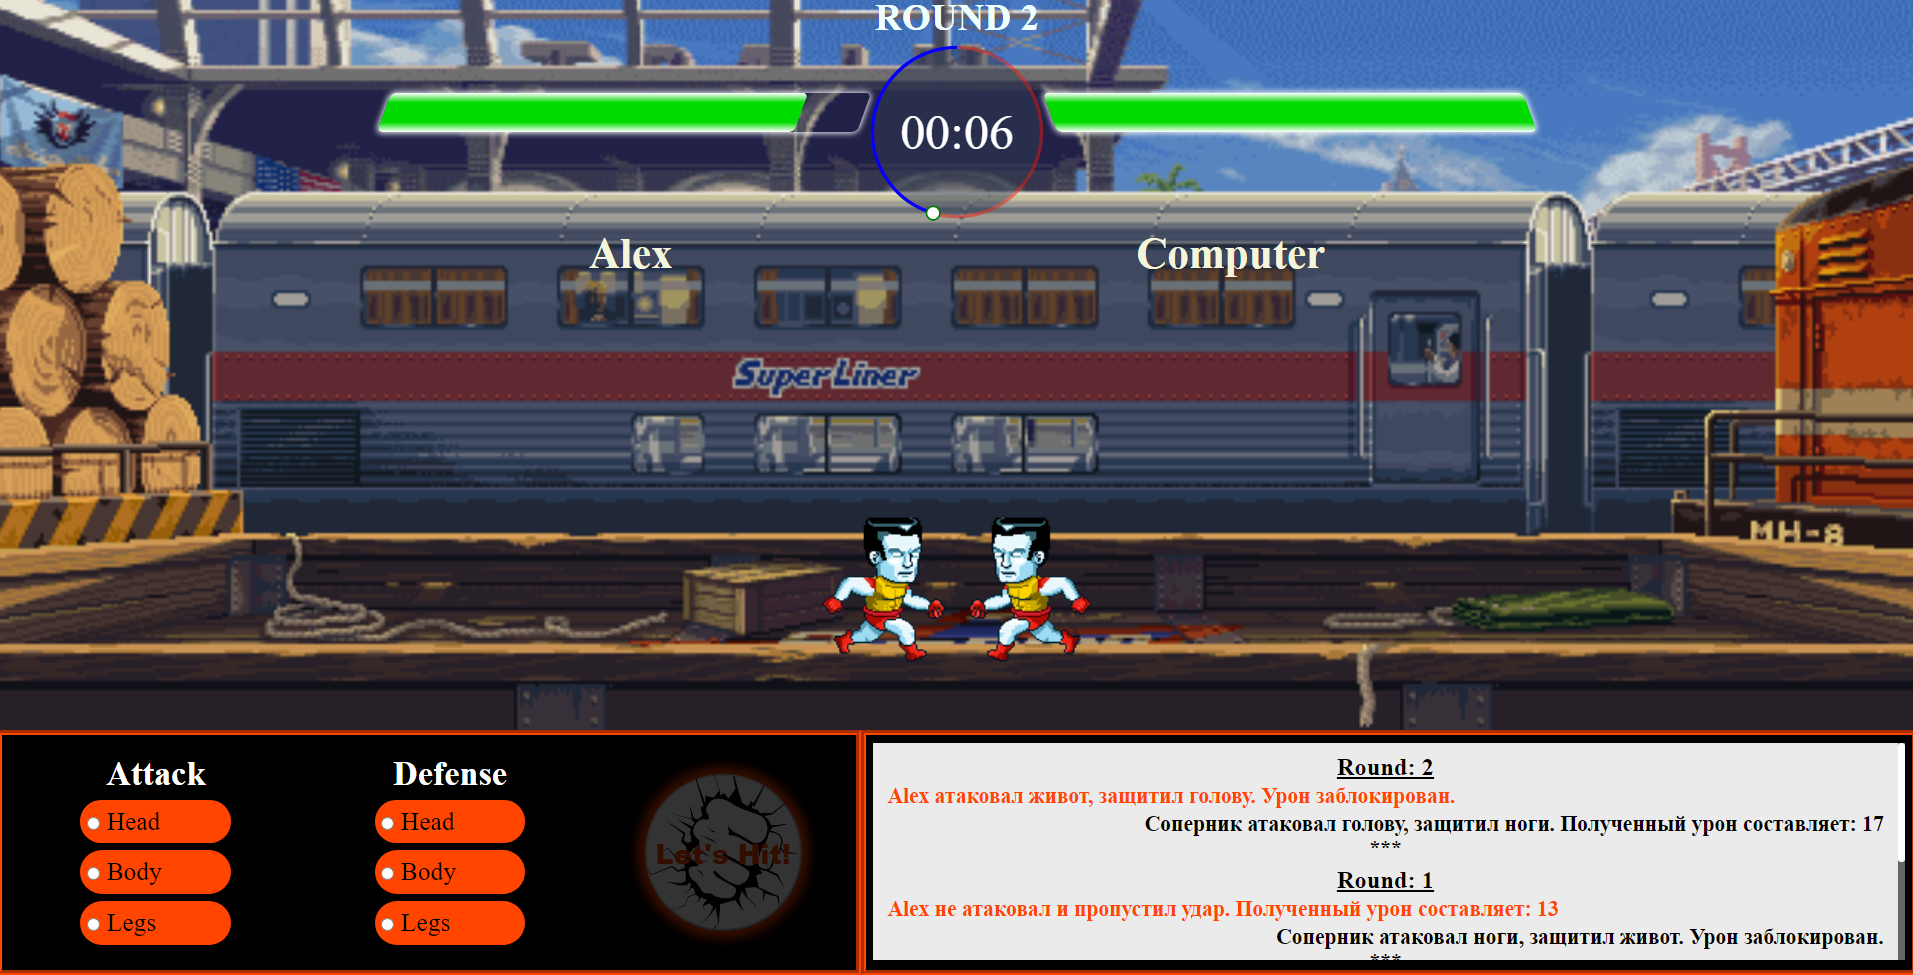 ROUND 2
00:06
Alex
Computer
SuperLiner
MH-8
Attack
Defense
Head
Head
Body
Body
Legs
Legs
Let's Hit!
Round: 2
Alex атаковал живот, защитил голову. Урон заблокирован.
Соперник атаковал голову, защитил ноги. Полученный урон составляет: 17
***
Round: 1
Alex не атаковал и пропустил удар. Полученный урон составляет: 13
Соперник атаковал ноги, защитил живот. Урон заблокирован.
***